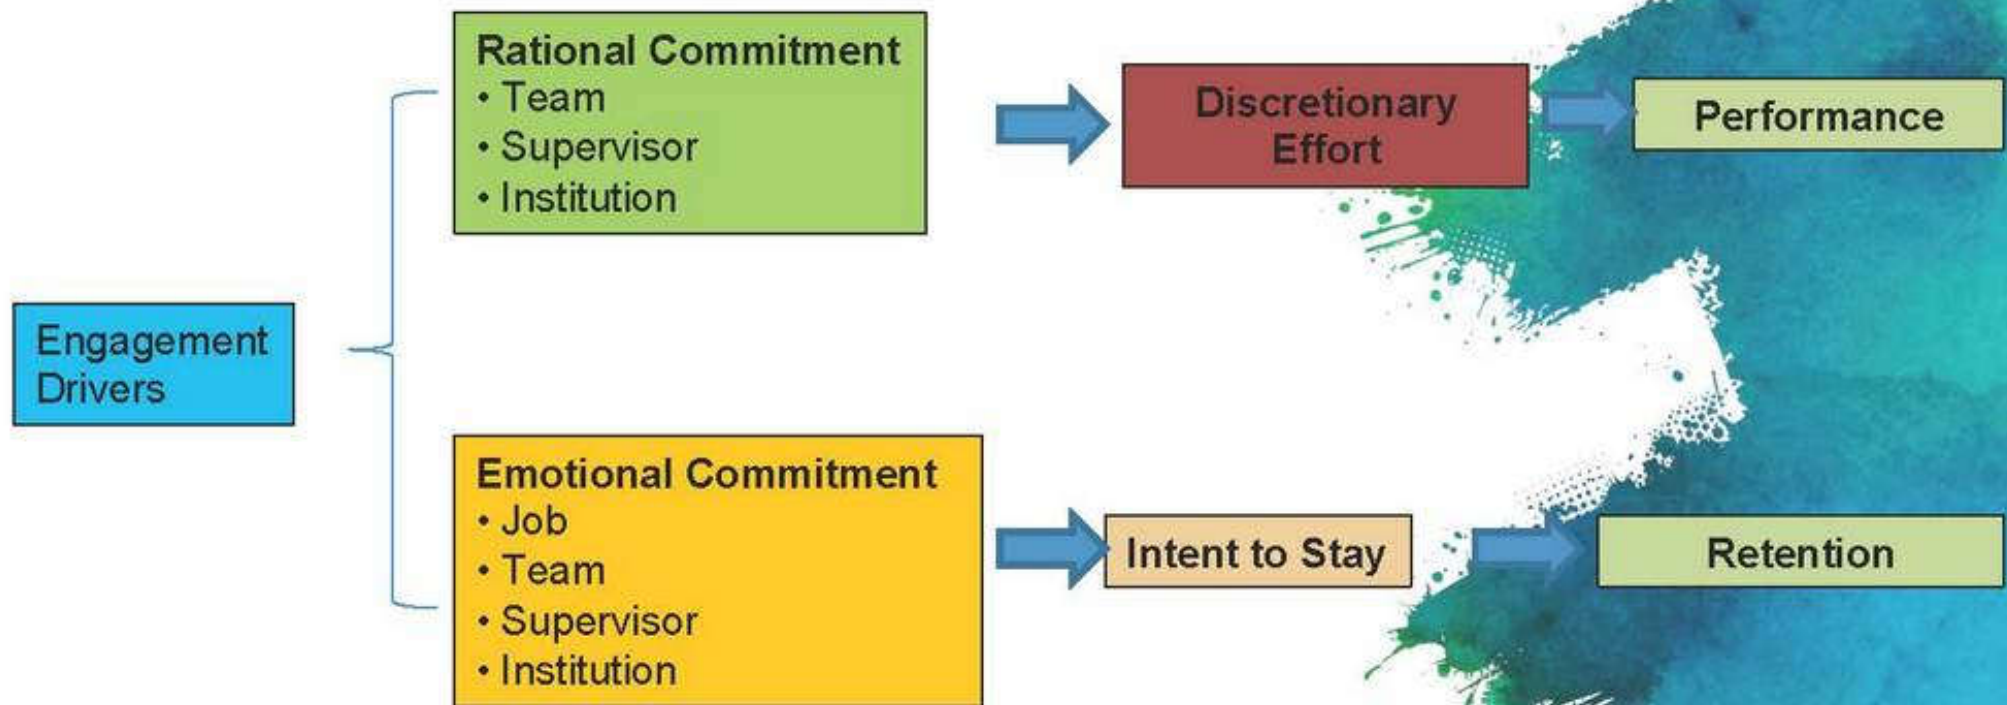 Engagement
Drivers
Rational Commitment
• Team
• Supervisor
• Institution
Discretionary
Effort
Performance
Emotional Commitment
• Job
• Team
• Supervisor
• Institution
Intent to Stay
Retention